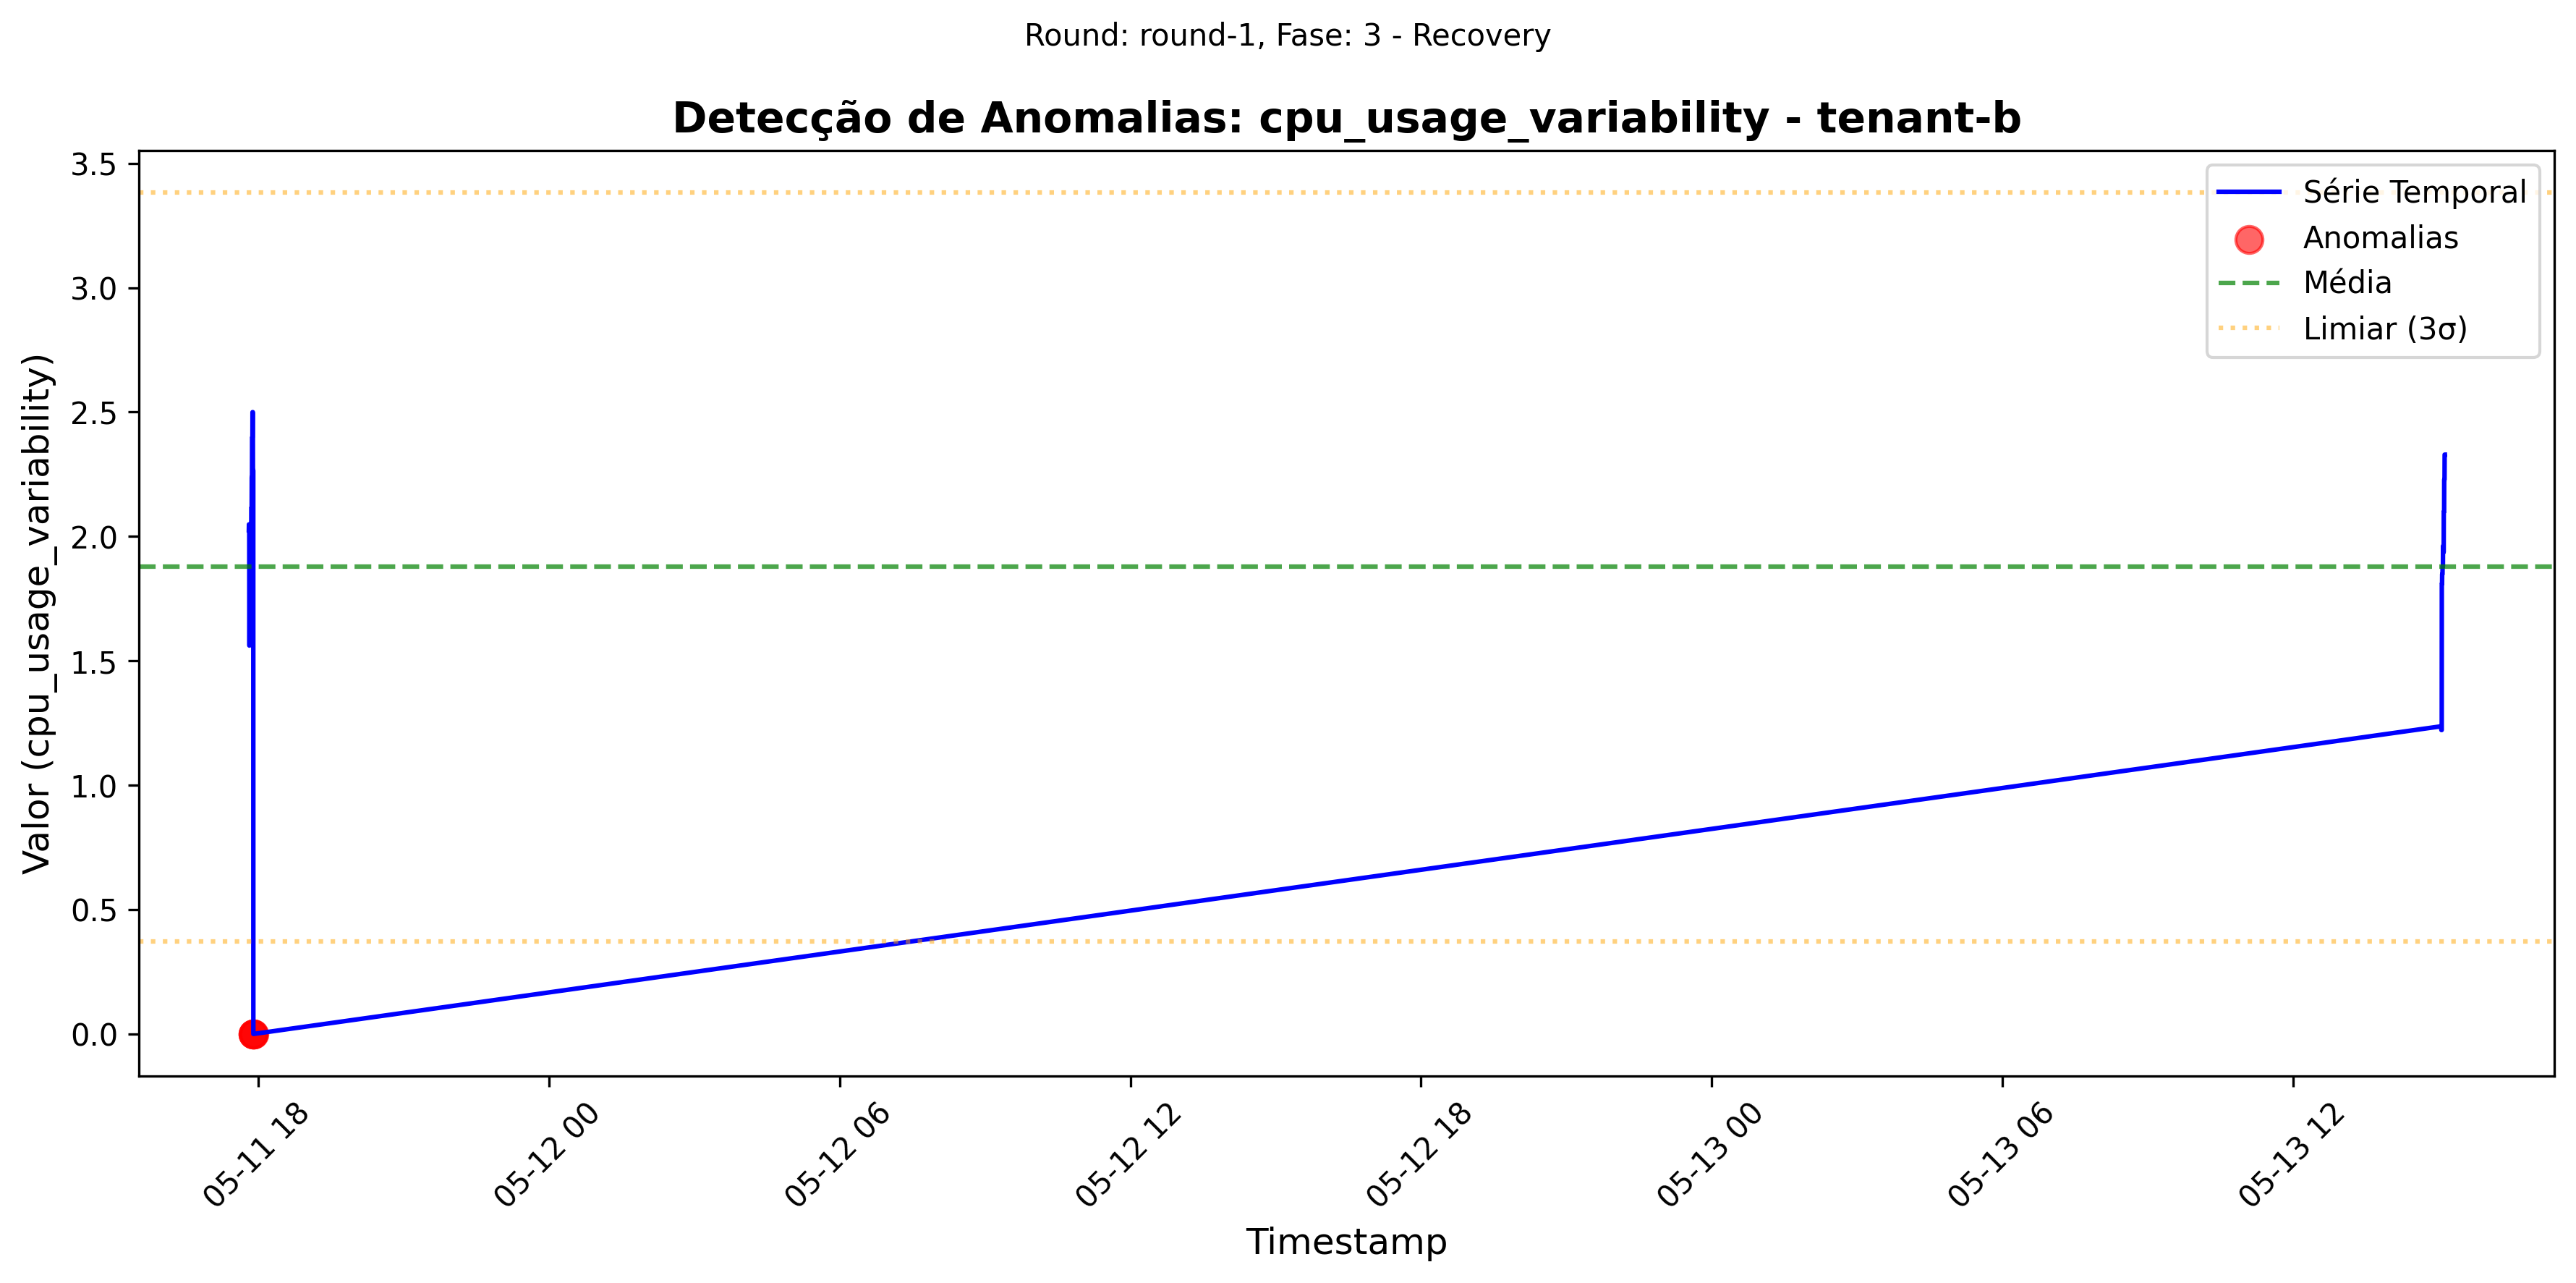 Round: round-1, Fase: 3 - Recovery
Detecção de Anomalias: cpu_usage_variability - tenant-b
Valor (cpu_usage_variability)
3.5
3.0
2.5
2.0
1.5
1.0
0.5
0.0
Série Temporal
Anomalias
Média
Limiar (3σ)
05-11 18
05-12 00
05-12 06
05-12 12
05-12 18
05-13 00
05-13 06
05-13 12
Timestamp